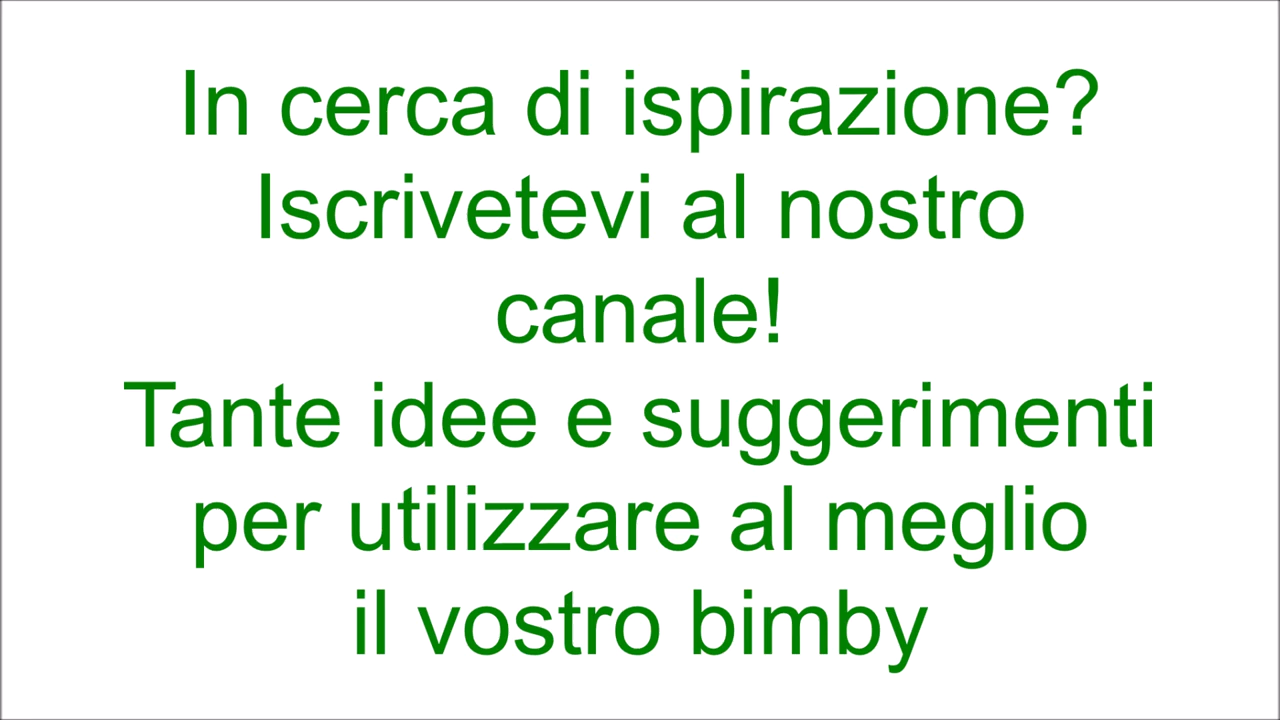 In cerca di ispirazione?
Iscrivetevi al nostro
canale!
Tante idee e suggerimenti
per utilizzare al meglio
il vostro bimby